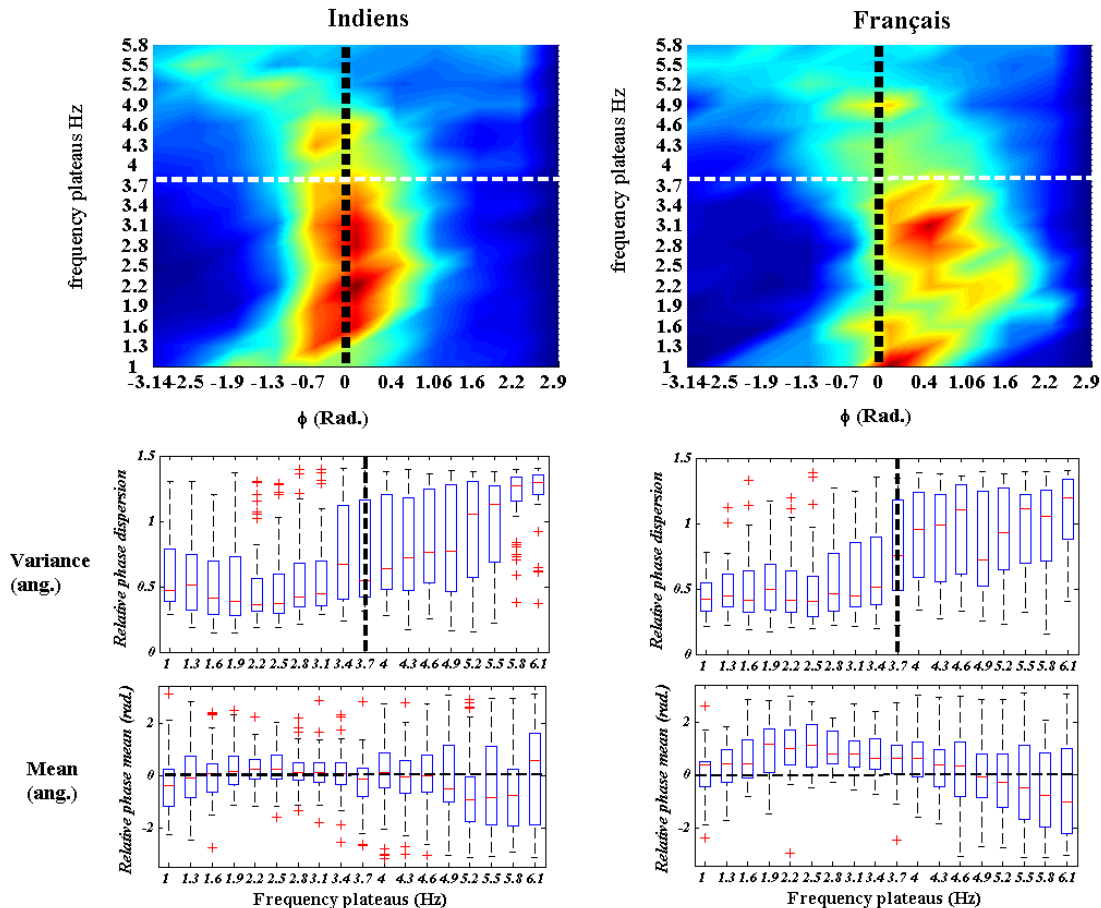 Indiens
Français
5.8
5.5
5.2
4.9
4.6
4.3
4
3.7
3.4
3.1
2.8
2.5
2.2
1.9
1.6
1.3
1
frequency plateaus Hz
-3.14 -2.5 -1.9 -1.3 -0.7 0 0.4 1.06 1.6 2.2 2.9
ϕ (Rad.)
5.8
5.5
5.2
4.9
4.6
4.3
4
3.7
3.4
3.1
2.8
2.5
2.2
1.9
1.6
1.3
1
frequency plateaus Hz
-3.14 -2.5 -1.9 -1.3 -0.7 0 0.4 1.06 1.6 2.2 2.9
ϕ (Rad.)
Variance
(ang.)
Relative phase dispersion
1.5
1
0.5
0
1 1.3 1.6 1.9 2.2 2.5 2.8 3.1 3.4 3.7 4 4.3 4.6 4.9 5.2 5.5 5.8 6.1
Relative phase dispersion
1.5
1
0.5
0
1 1.3 1.6 1.9 2.2 2.5 2.8 3.1 3.4 3.7 4 4.3 4.6 4.9 5.2 5.5 5.8 6.1
Mean
(ang.)
Relative phase mean (rad.)
2
0
-2
1 1.3 1.6 1.9 2.2 2.5 2.8 3.1 3.4 3.7 4 4.3 4.6 4.9 5.2 5.5 5.8 6.1
Frequency plateaus (Hz)
Relative phase mean (rad.)
2
0
-2
1 1.3 1.6 1.9 2.2 2.5 2.8 3.1 3.4 3.7 4 4.3 4.6 4.9 5.2 5.5 5.8 6.1
Frequency plateaus (Hz)